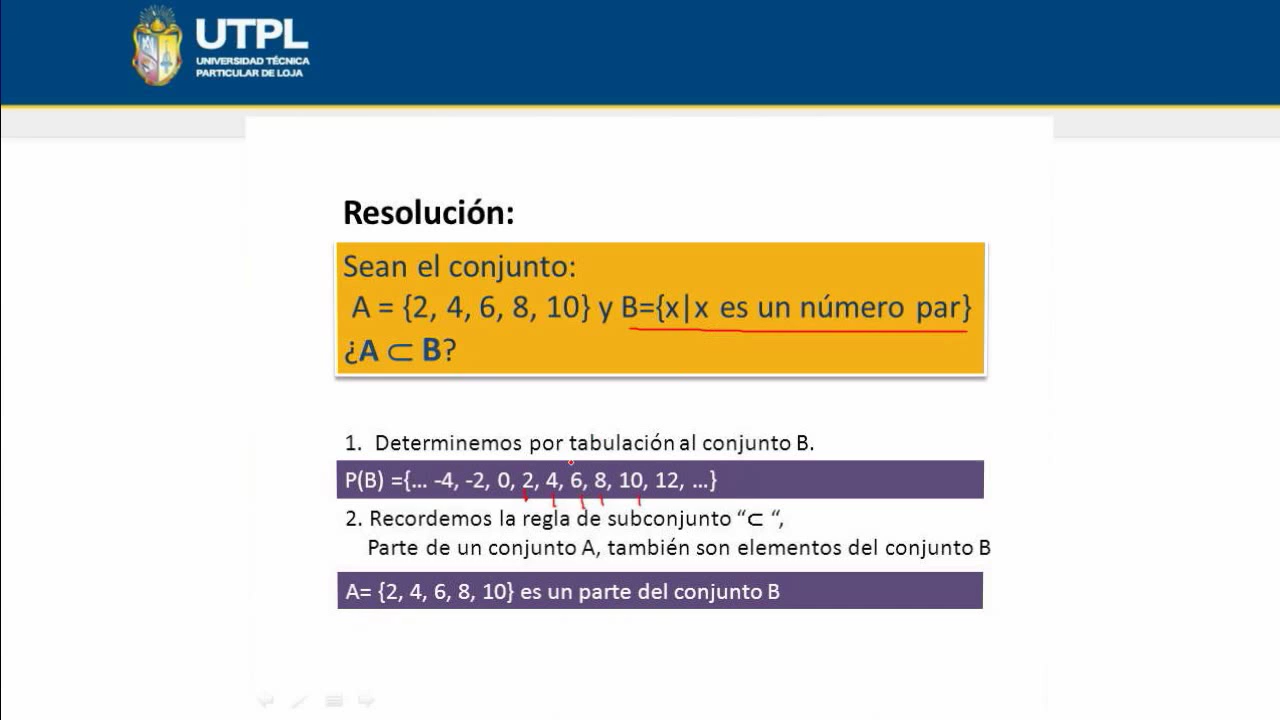 UTPL
UNIVERSIDAD TÉCNICA
PARTICULAR DE LOJA
Resolución:
Sean el conjunto:
A = {2, 4, 6, 8, 10} y B={x|x es un número par}
¿A ⊂ B?
1. Determinemos por tabulación al conjunto B.
P(B) ={... -4, -2, 0, 2, 4, 6, 8, 10, 12, ...}
2. Recordemos la regla de subconjunto “⊂ “,
Parte de un conjunto A, también son elementos del conjunto B
A= {2, 4, 6, 8, 10} es un parte del conjunto B